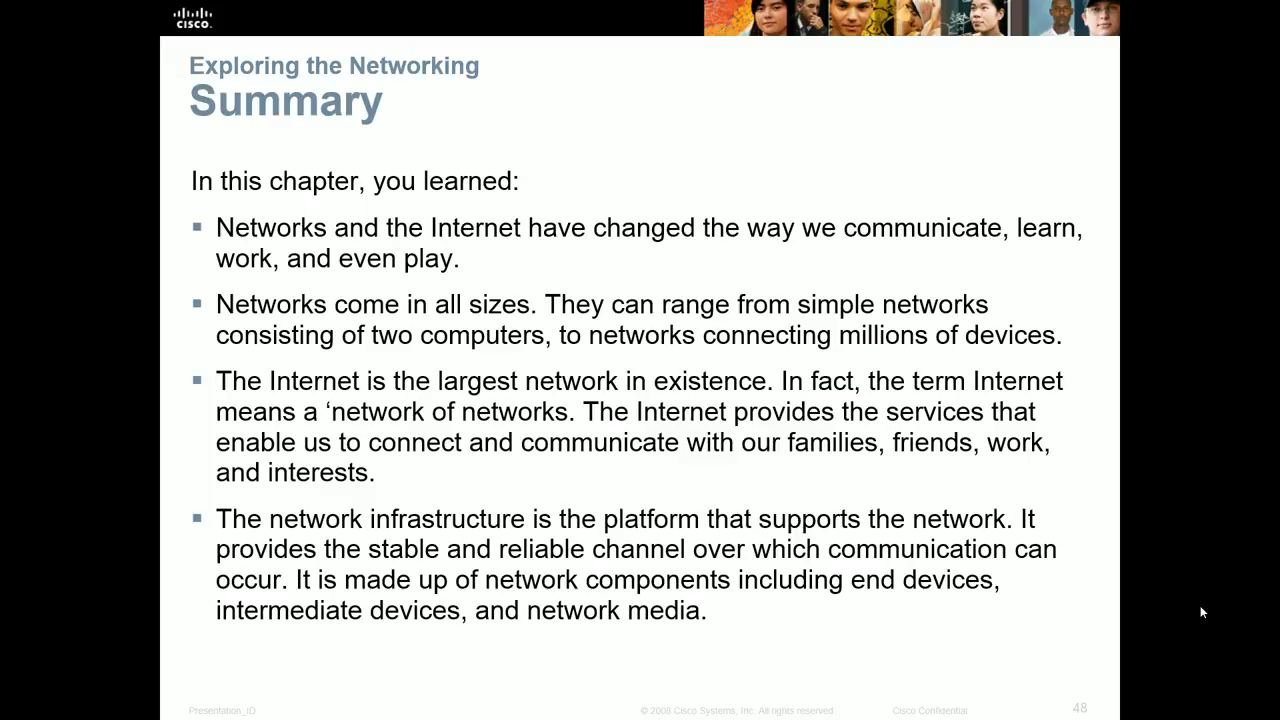 CISCO.
Exploring the Networking
Summary
In this chapter, you learned:
▪ Networks and the Internet have changed the way we communicate, learn,
work, and even play.
▪ Networks come in all sizes. They can range from simple networks
consisting of two computers, to networks connecting millions of devices.
▪ The Internet is the largest network in existence. In fact, the term Internet
means a ‘network of networks. The Internet provides the services that
enable us to connect and communicate with our families, friends, work,
and interests.
▪ The network infrastructure is the platform that supports the network. It
provides the stable and reliable channel over which communication can
occur. It is made up of network components including end devices,
intermediate devices, and network media.
Presentation_ID © 2008 Cisco Systems, Inc. All rights reserved. Cisco Confidential 48